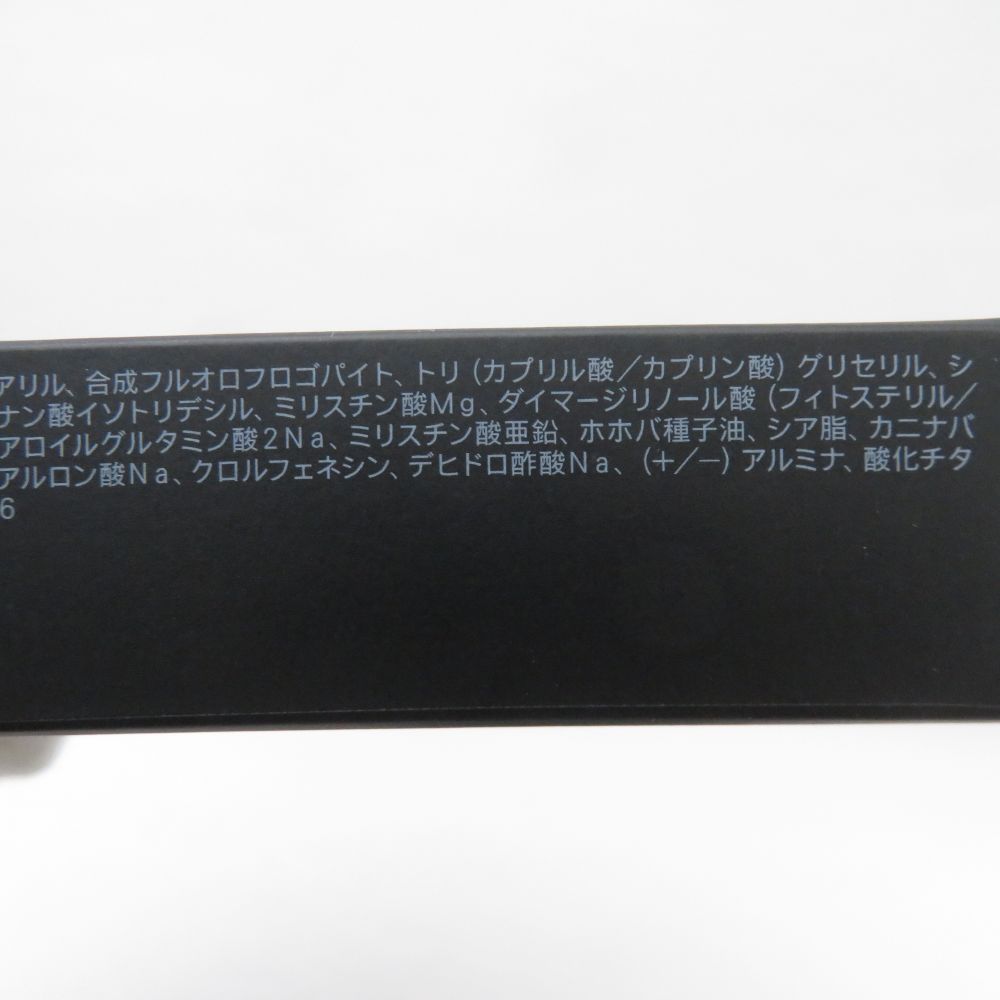 アリル、合成フルオロフロゴパイト、トリ (カプリル酸／カプリン酸) グリセリル、シ
ナン酸イソトリデシル、ミリスチン酸Mg、ダイマージリノール酸 (フィトステリル／
アロイルグルタミン酸2Na、ミリスチン酸亜鉛、ホホバ種子油、シア脂、カニナバ
アルロン酸Na、クロルフェネシン、デヒドロ酢酸Na、 (+／−) アルミナ、酸化チタ
6